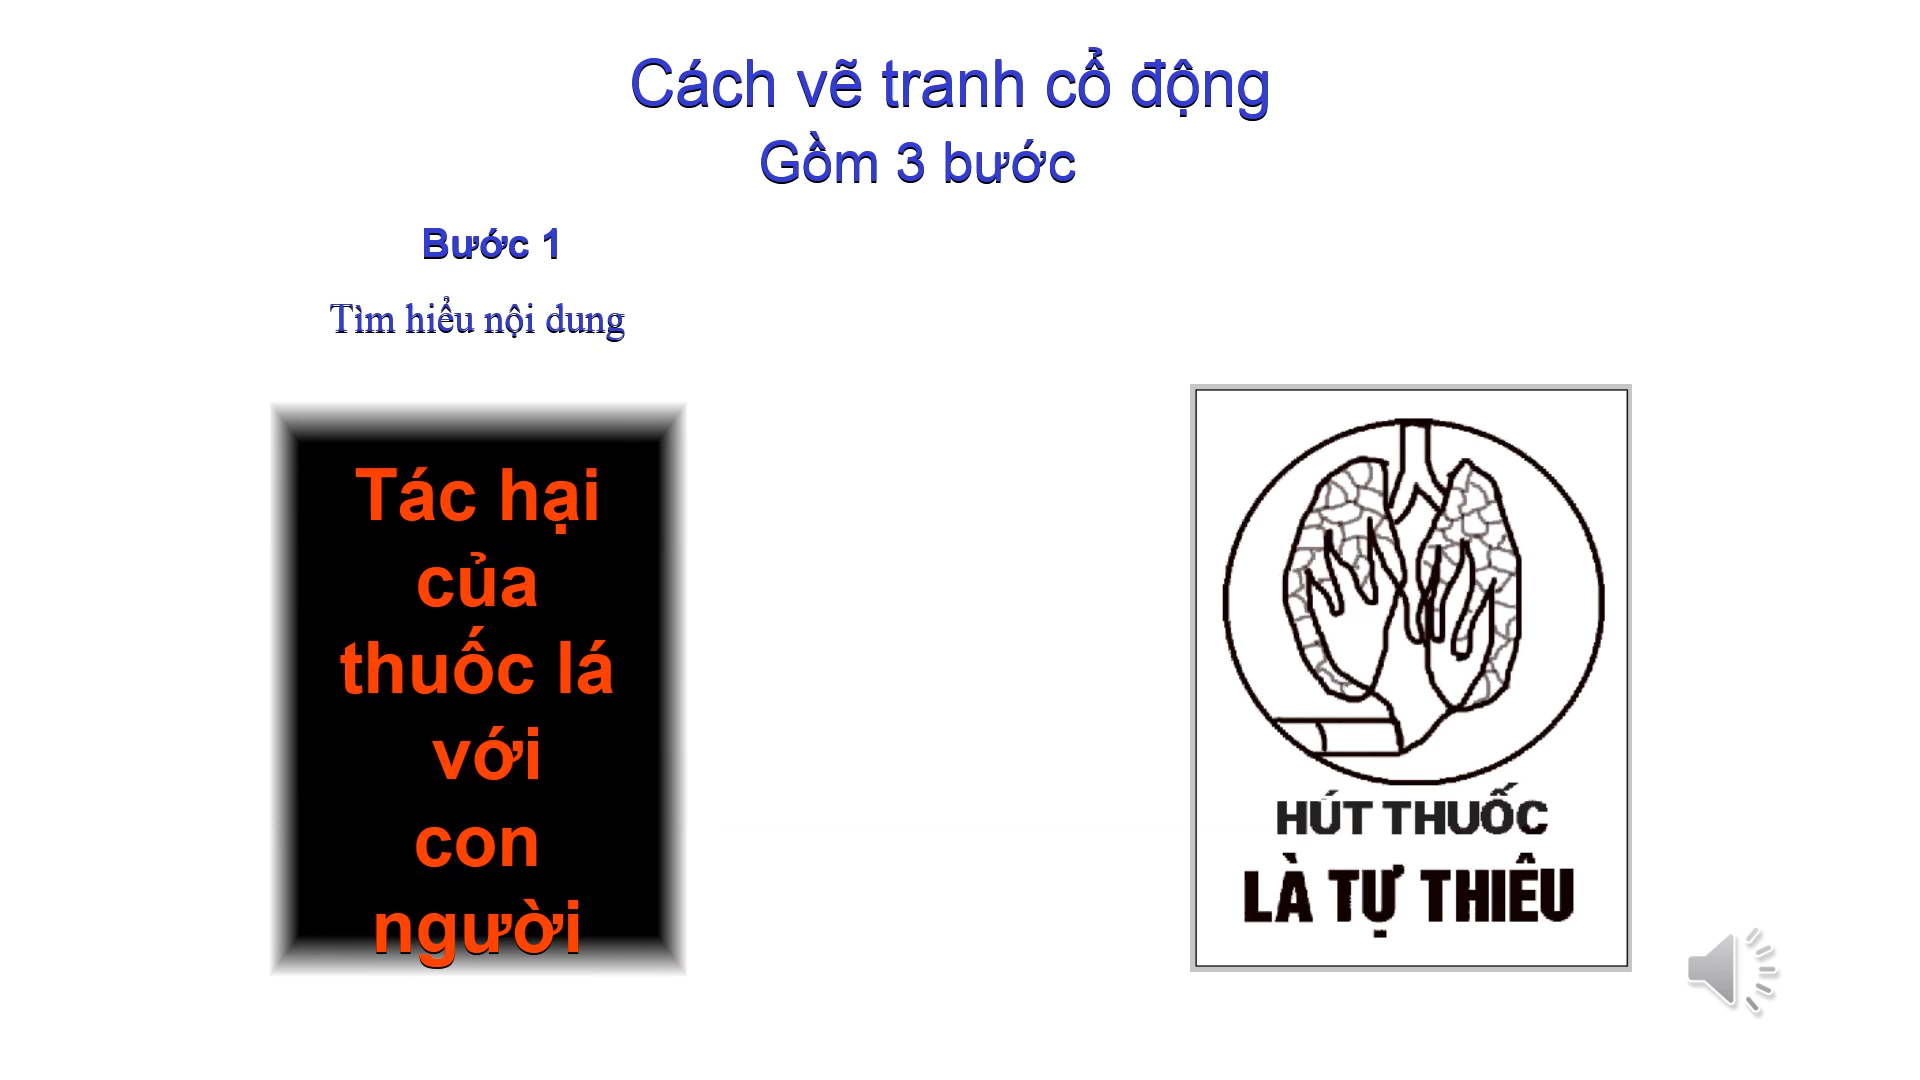 Cách vẽ tranh cổ động
Gồm 3 bước
Bước 1
Tìm hiểu nội dung
Tác hại
của
thuốc lá
với
con
người
HÚT THUỐC
LÀ TỰ THIÊU